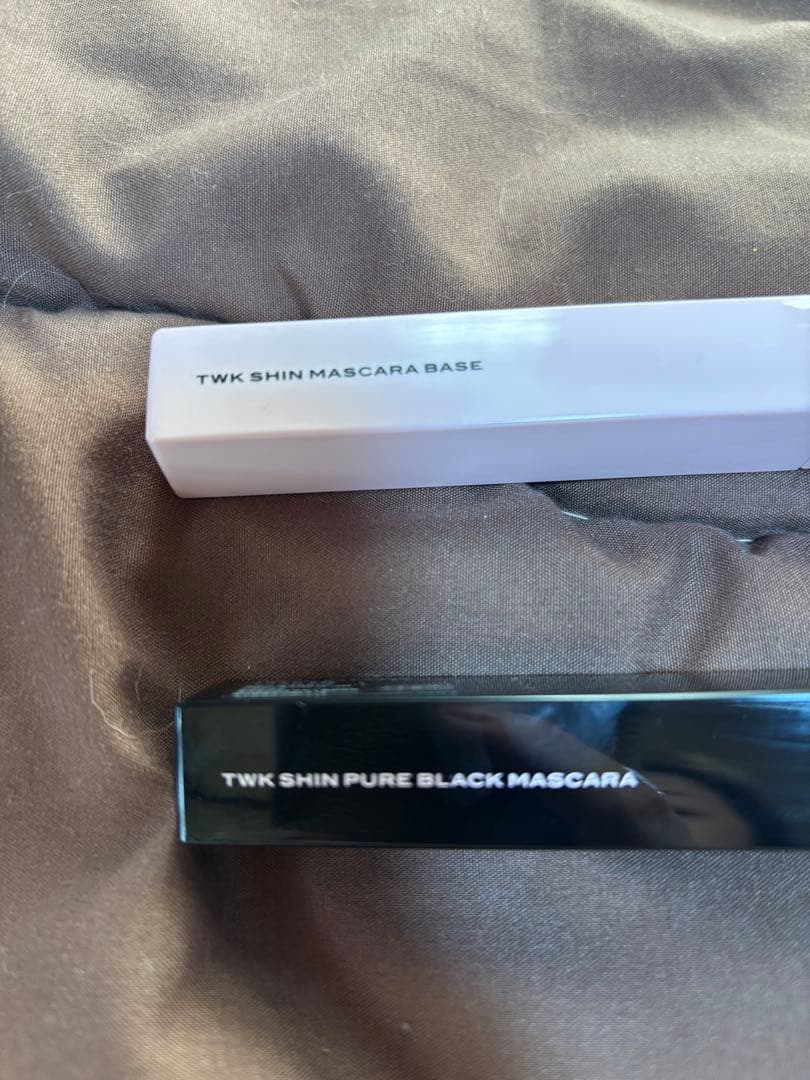 TWK SHIN MASCARA BASE
TWK SHIN PURE BLACK MASCARA